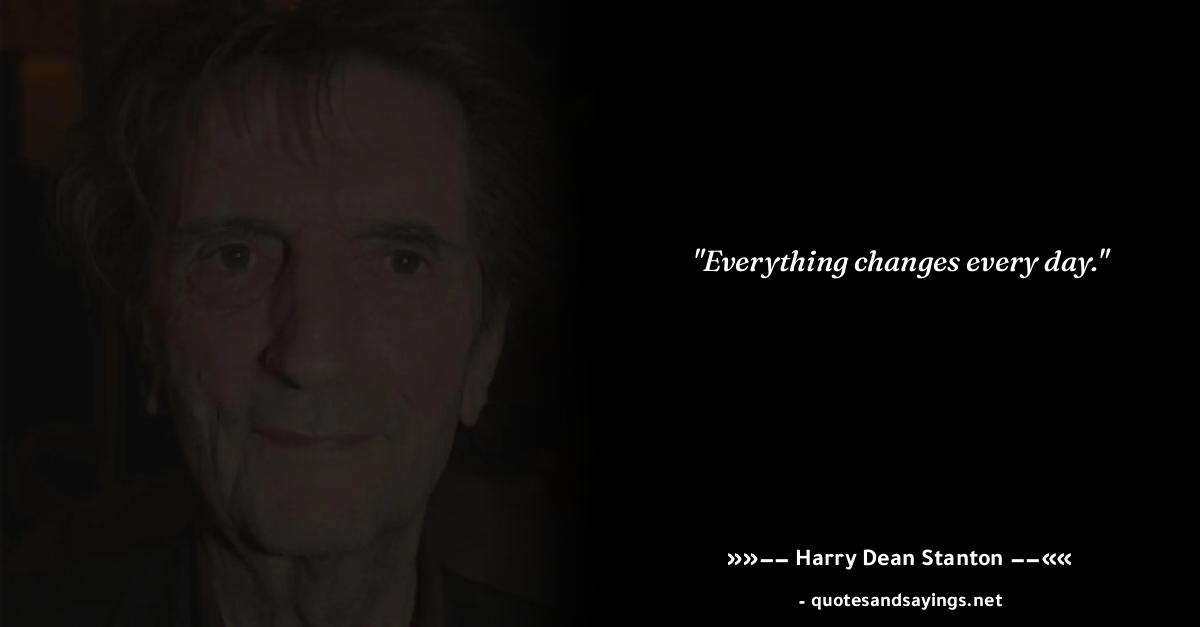 "Everything changes every day."
»»–– Harry Dean Stanton ––««
- quotesandsayings.net